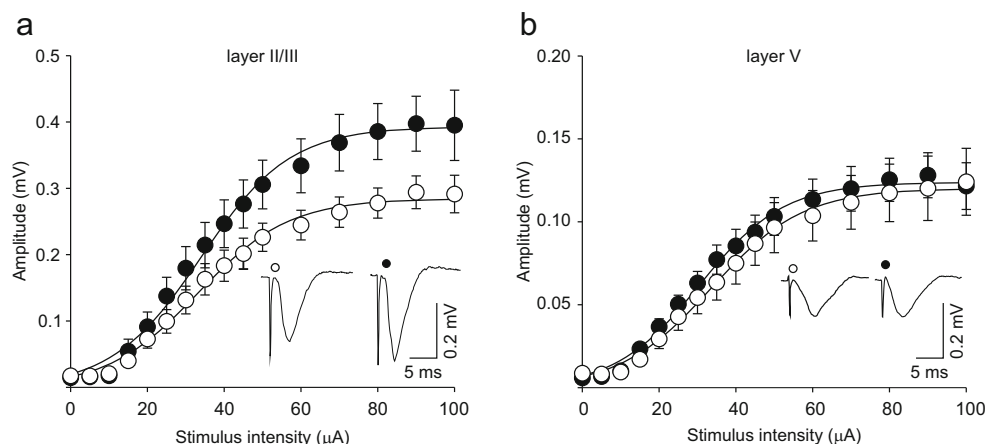 a
layer II/III
Amplitude (mV)
0.5
0.4
0.3
0.2
0.1
0.2 mV
5 ms
0 20 40 60 80 100
Stimulus intensity (μA)
b
layer V
Amplitude (mV)
0.20
0.15
0.10
0.05
0.2 mV
5 ms
0 20 40 60 80 100
Stimulus intensity (μA)